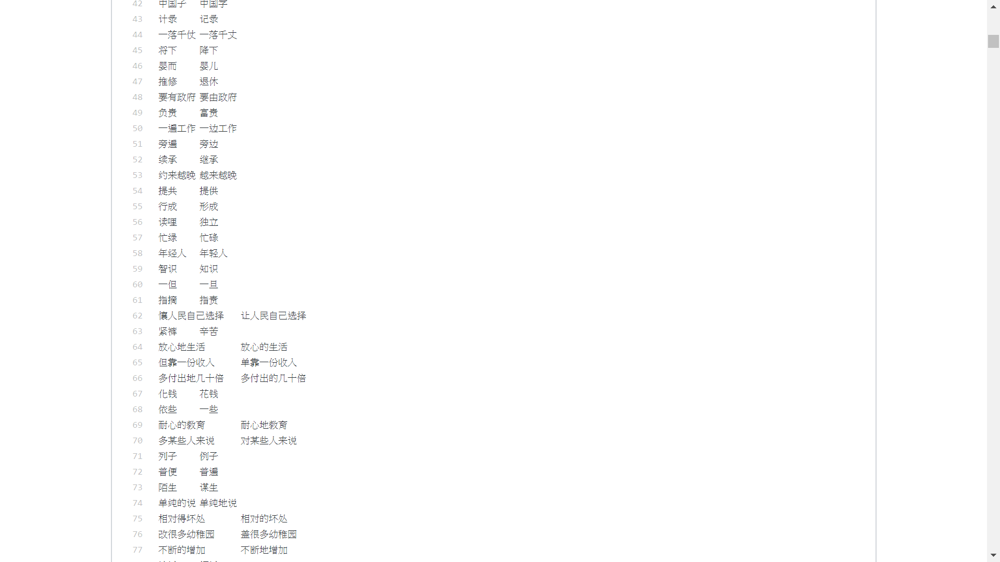 42 中国子 中国字
43 计录 记录
44 一落千仗 一落千丈
45 将下 降下
46 婴而 婴儿
47 推修 退休
48 要有政府 要由政府
49 负贵 富贵
50 一遍工作 一边工作
51 旁遍 旁边
52 续承 继承
53 约来越晚 越来越晚
54 提共 提供
55 行成 形成
56 读哩 独立
57 忙绿 忙碌
58 年经人 年轻人
59 智识 知识
60 一但 一旦
61 指摘 指责
62 懹人民自己选择 让人民自己选择
63 紧裤 辛苦
64 放心地生活 放心的生活
65 但靠一份收入 单靠一份收入
66 多付出地几十倍 多付出的几十倍
67 化钱 花钱
68 依些 一些
69 耐心的教育 耐心地教育
70 多某些人来说 对某些人来说
71 列子 例子
72 普便 普遍
73 陌生 谋生
74 单纯的说 单纯地说
75 相对得坏处 相对的坏处
76 改很多幼稚园 盖很多幼稚园
77 不断的增加 不断地增加